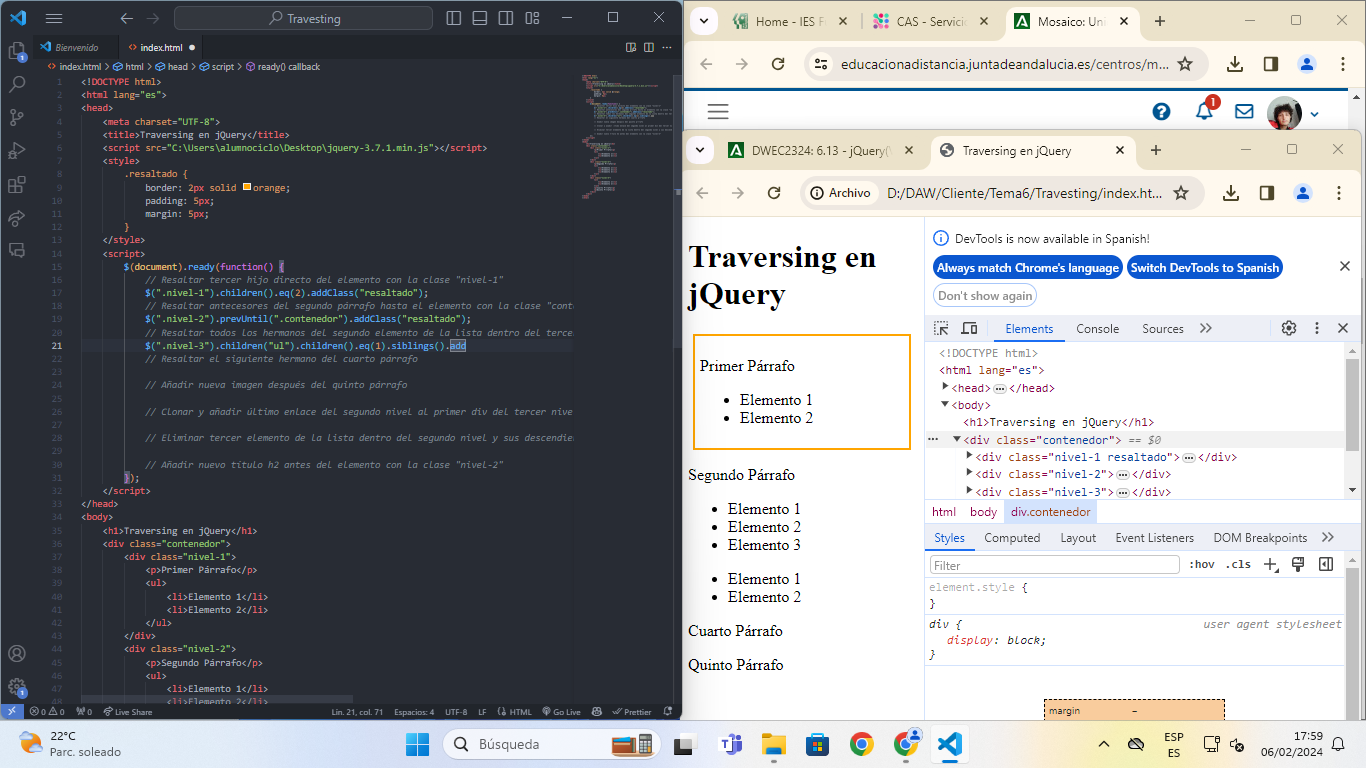 Travesting
Bienvenido
index.html
index.html > html > head > script > ready() callback
1 <!DOCTYPE html>
2 <html lang="es">
3 <head>
4 <meta charset="UTF-8">
5 <title>Traversing en jQuery</title>
6 <script src="C:\Users\alumnociclo\Desktop\jquery-3.7.1.min.js"></script>
7 <style>
8 .resaltado {
9 border: 2px solid orange;
10 padding: 5px;
11 margin: 5px;
12 }
13 </style>
14 <script>
15 $(document).ready(function() {
16 // Resaltar tercer hijo directo del elemento con la clase "nivel-1"
17 $(".nivel-1").children().eq(2).addClass("resaltado");
18 // Resaltar antecesores del segundo párrafo hasta el elemento con la clase "cont
19 $(".nivel-2").prevUntil(".contenedor").addClass("resaltado");
20 // Resaltar todos los hermanos del segundo elemento de la lista dentro del tercer
21 $(".nivel-3").children("ul").children().eq(1).siblings().add
22 // Resaltar el siguiente hermano del cuarto párrafo
23
24 // Añadir nueva imagen después del quinto párrafo
25
26 // Clonar y añadir último enlace del segundo nivel al primer div del tercer nive
27
28 // Eliminar tercer elemento de la lista dentro del segundo nivel y sus descendie
29
30 // Añadir nuevo título h2 antes del elemento con la clase "nivel-2"
31 });
32 </script>
33 </head>
34 <body>
35 <h1>Traversing en jQuery</h1>
36 <div class="contenedor">
37 <div class="nivel-1">
38 <p>Primer Párrafo</p>
39 <ul>
40 <li>Elemento 1</li>
41 <li>Elemento 2</li>
42 </ul>
43 </div>
44 <div class="nivel-2">
45 <p>Segundo Párrafo</p>
46 <ul>
47 <li>Elemento 1</li>
48 <li>Elemento 2</li>
0 0 0 Live Share
Lín. 21, col. 71 Espacios: 4 UTF-8 LF HTML Go Live Prettier
Home - IES F
CAS - Servicio
Mosaico: Uni
educacionadistancia.juntadeandalucia.es/centros/m...
1
DWEC2324: 6.13 - jQuery(
Traversing en jQuery
Archivo D:/DAW/Cliente/Tema6/Travesting/index.ht...
Traversing en
jQuery
Primer Párrafo
Elemento 1
Elemento 2
Segundo Párrafo
Elemento 1
Elemento 2
Elemento 3
Elemento 1
Elemento 2
Cuarto Párrafo
Quinto Párrafo
DevTools is now available in Spanish!
Always match Chrome's language Switch DevTools to Spanish
Don't show again
Elements Console Sources
<!DOCTYPE html>
<html lang="es">
<head> </head>
<body>
<h1>Traversing en jQuery</h1>
<div class="contenedor"> == $0
<div class="nivel-1 resaltado"> </div>
<div class="nivel-2"> </div>
<div class="nivel-3"> </div>
html body div.contenedor
Styles Computed Layout Event Listeners DOM Breakpoints
Filter :hov .cls
element.style {
}
div { user agent stylesheet
display: block;
}
margin –
22°C
Parc. soleado
Búsqueda
ESP
ES
17:59
06/02/2024